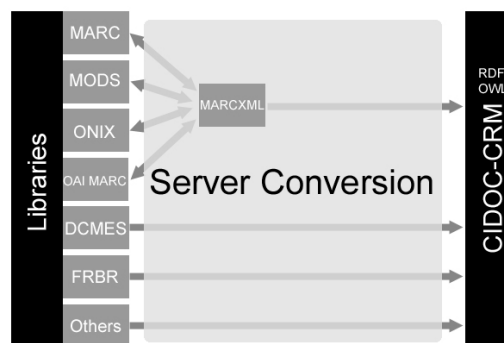 Libraries
MARC
MODS
ONIX
OAI MARC
DCMES
FRBR
Others
MARCXML
Server Conversion
RDF
OWL
CIDOC-CRM